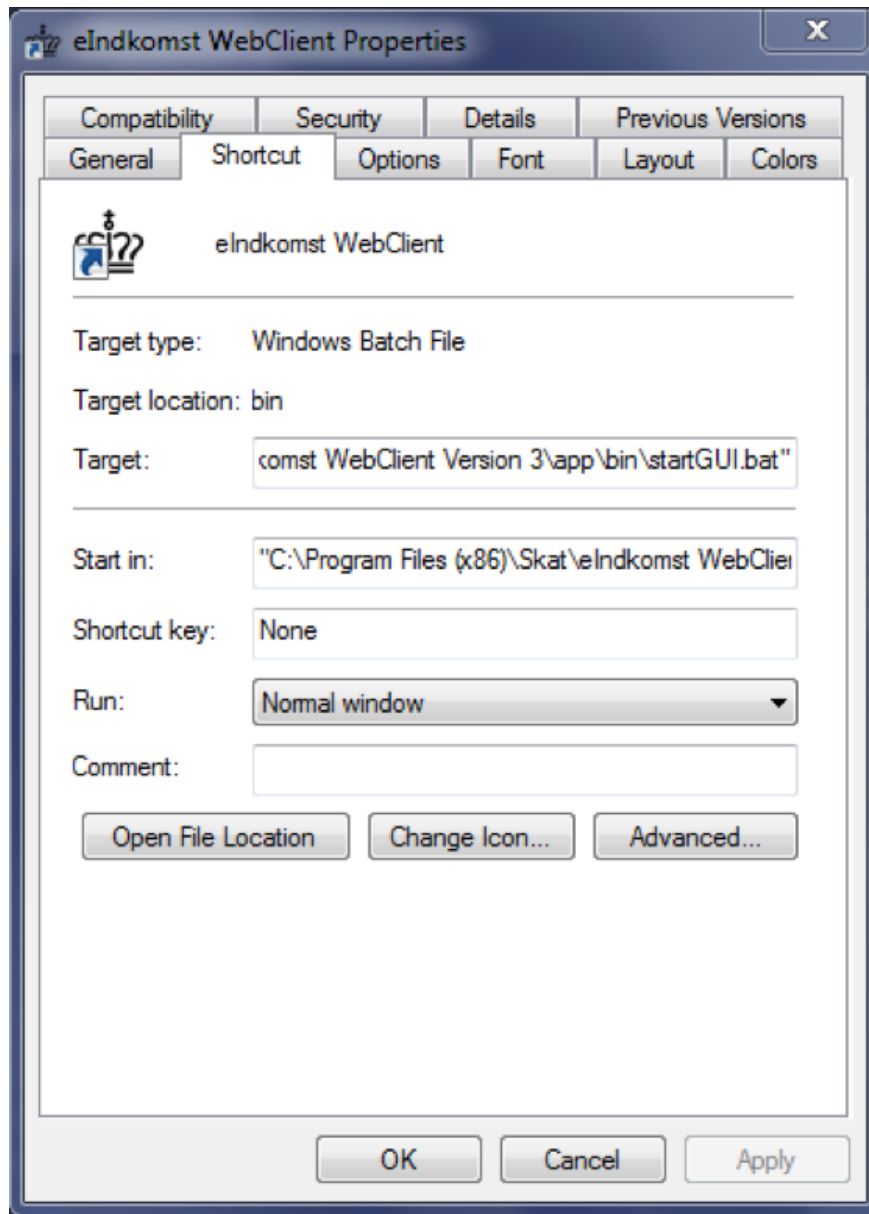 eIndkomst WebClient Properties
Compatibility Security Details Previous Versions
General Shortcut Options Font Layout Colors
eIndkomst WebClient
Target type: Windows Batch File
Target location: bin
Target: komst WebClient Version 3\app\bin\startGUI.bat"
Start in: "C:\Program Files (x86)\Skat\eIndkomst WebClien
Shortcut key: None
Run: Normal window
Comment:
Open File Location Change Icon... Advanced...
OK Cancel Apply